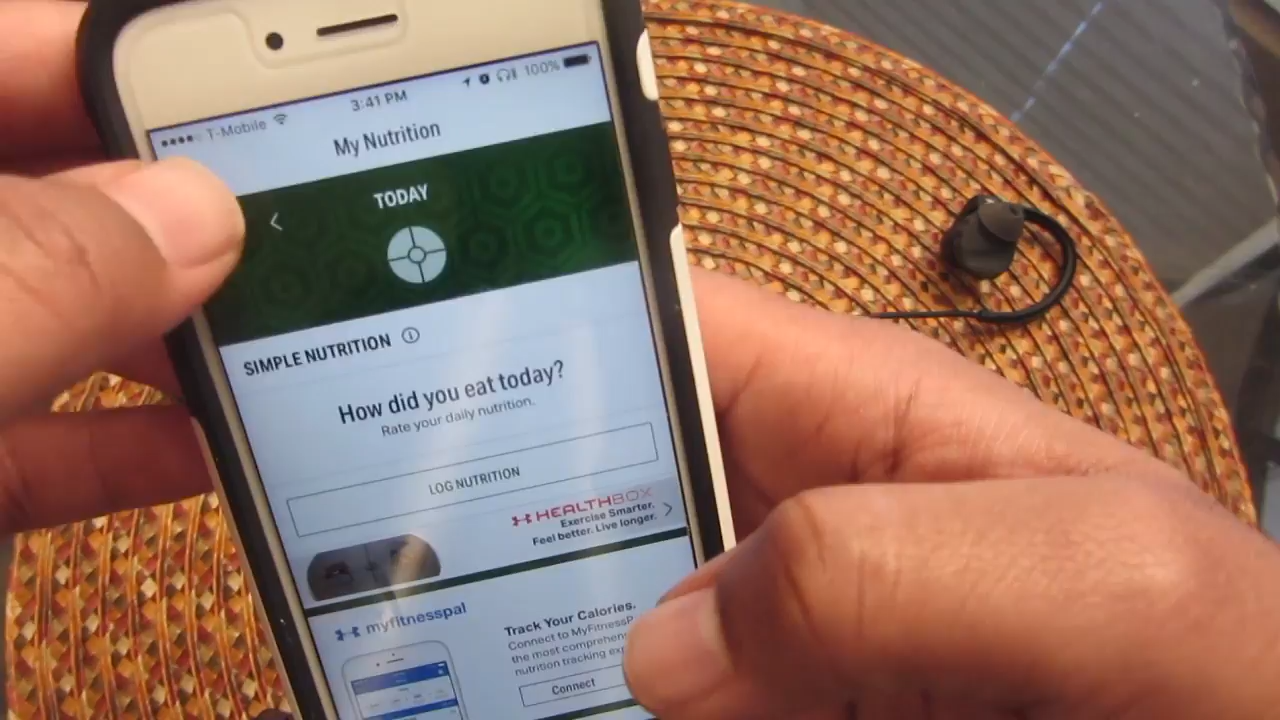 T-Mobile 3:41 PM 100%
My Nutrition
TODAY
SIMPLE NUTRITION
How did you eat today?
Rate your daily nutrition.
LOG NUTRITION
HEALTHBOX
Exercise Smarter.
Feel better. Live longer.
myfitnesspal
Track Your Calories.
Connect to MyFitnessP
the most comprehen
nutrition tracking exp
Connect